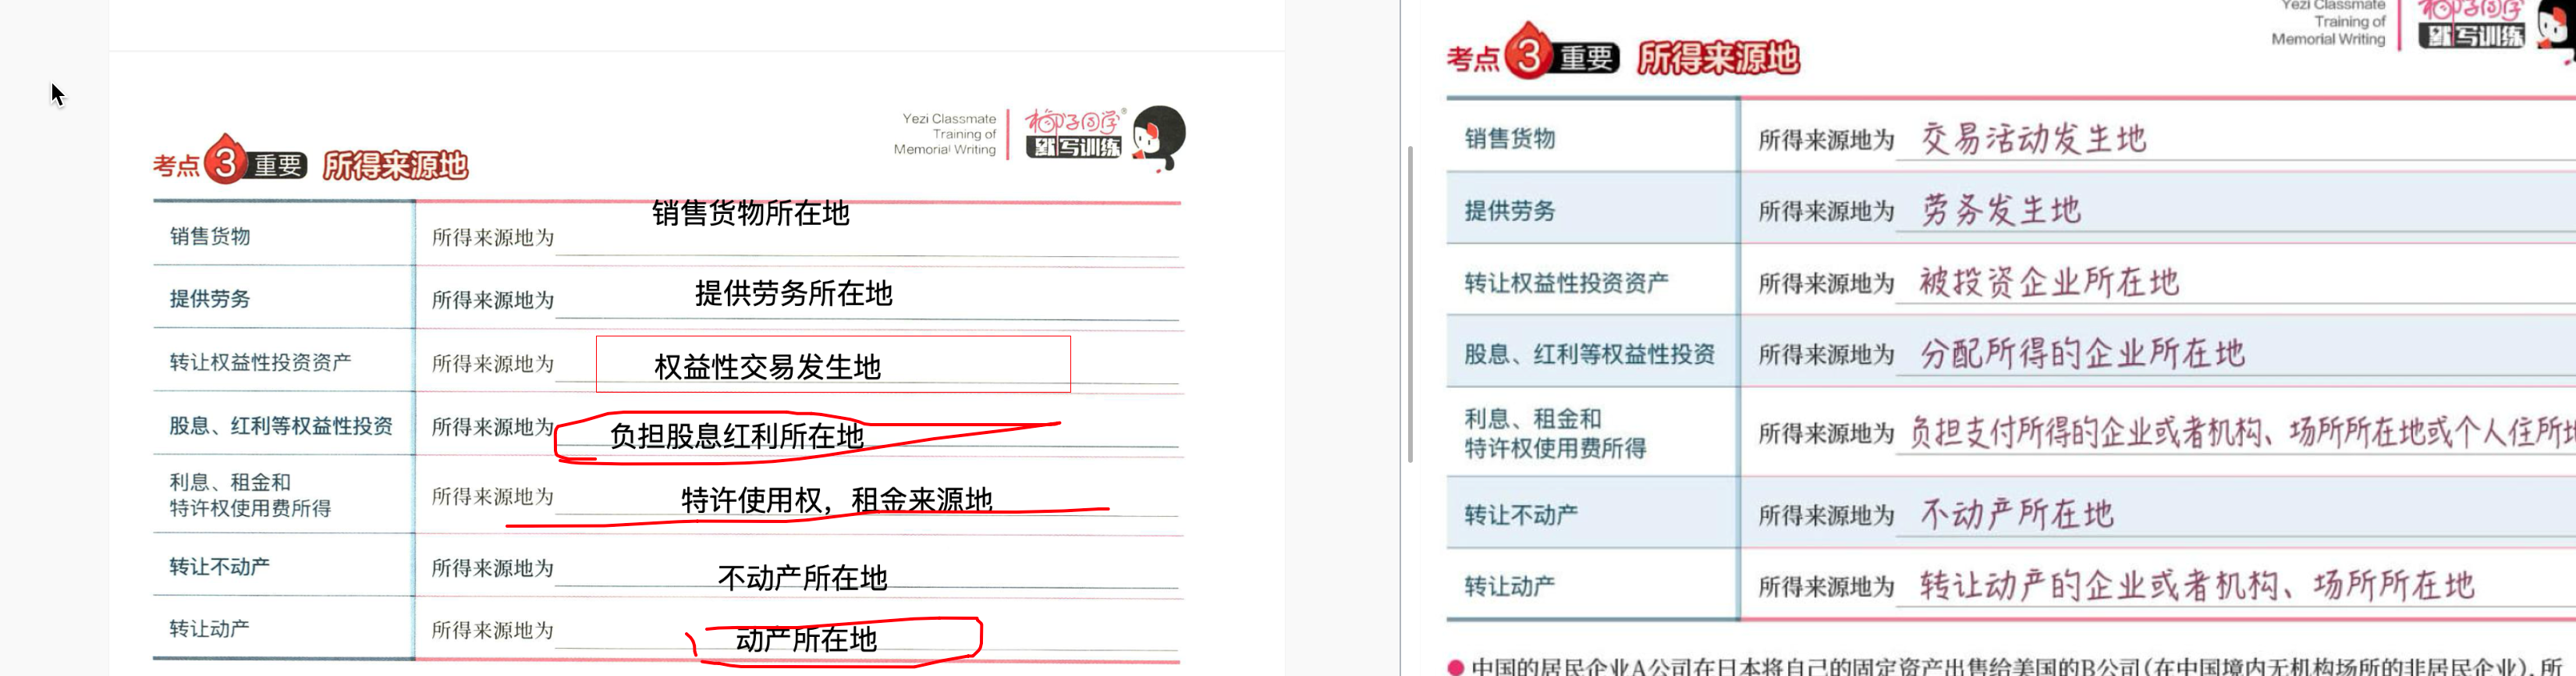 Yezi Classmate
Training of
Memorial Writing
柚子同学®
默写训练
考点3 重要 所得来源地
销售货物 所得来源地为 销售货物所在地
提供劳务 所得来源地为 提供劳务所在地
转让权益性投资资产 所得来源地为 权益性交易发生地
股息、红利等权益性投资 所得来源地为 负担股息红利所在地
利息、租金和
特许权使用费所得 所得来源地为 特许使用权，租金来源地
转让不动产 所得来源地为 不动产所在地
转让动产 所得来源地为 动产所在地
Yezi Classmate
Training of
Memorial Writing
柚子同学
默写训练
考点3 重要 所得来源地
销售货物 所得来源地为 交易活动发生地
提供劳务 所得来源地为 劳务发生地
转让权益性投资资产 所得来源地为 被投资企业所在地
股息、红利等权益性投资 所得来源地为 分配所得的企业所在地
利息、租金和
特许权使用费所得 所得来源地为 负担支付所得的企业或者机构、场所所在地或个人住所地
转让不动产 所得来源地为 不动产所在地
转让动产 所得来源地为 转让动产的企业或者机构、场所所在地
中国的居民企业A公司在日本将自己的固定资产出售给美国的B公司(在中国境内无机构场所的非居民企业),所